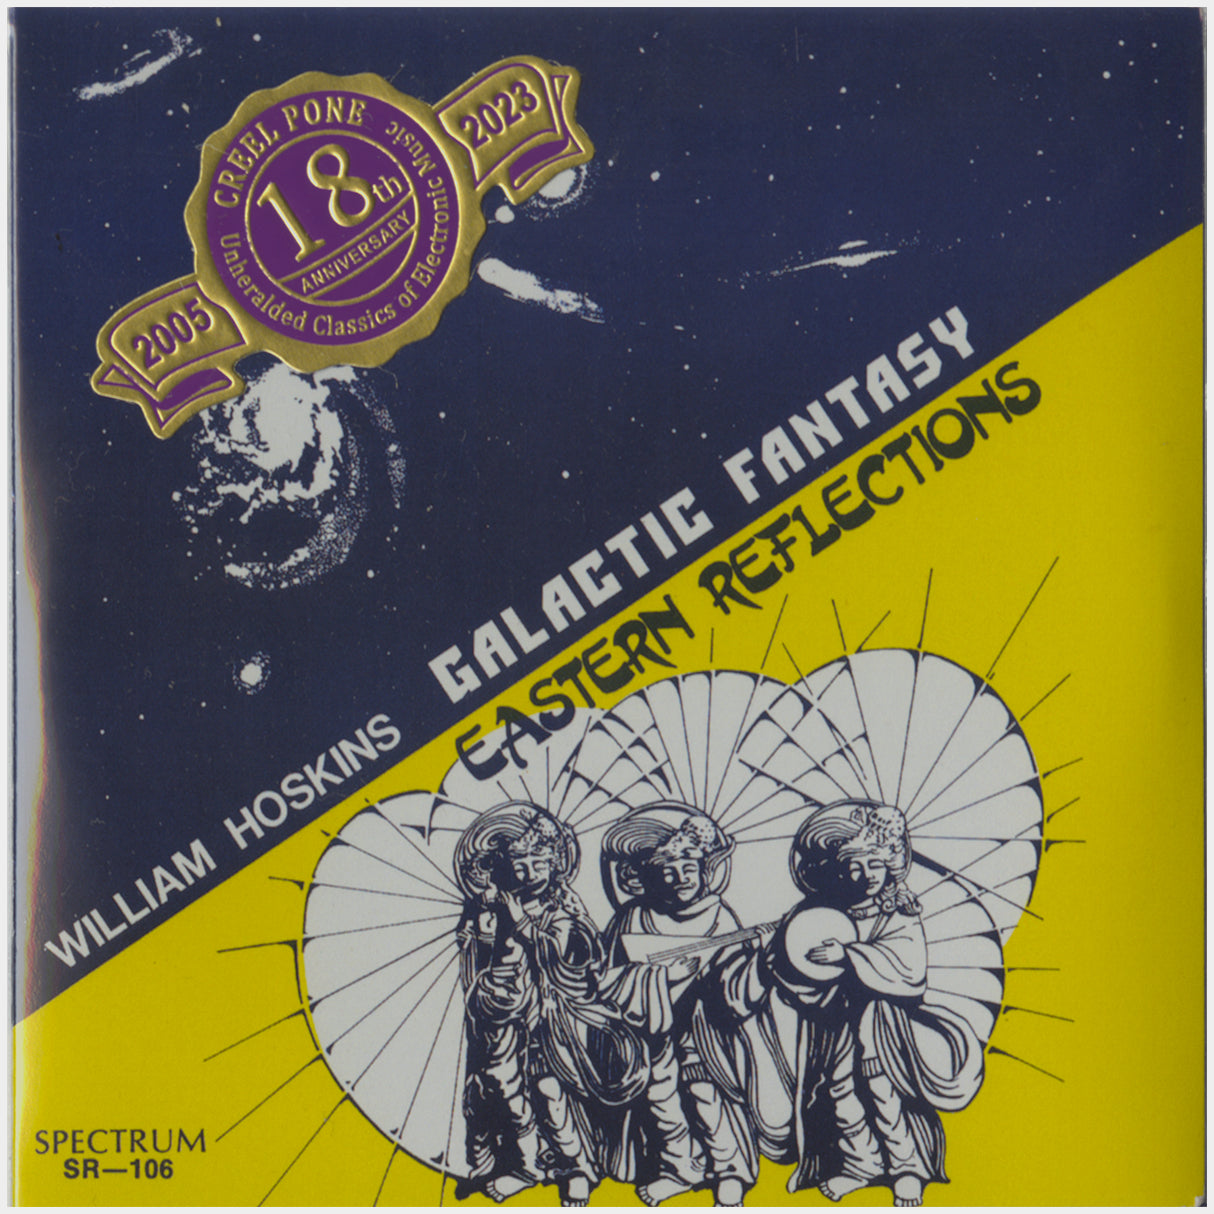 CREEL PONE
18th
ANNIVERSARY
Unheralded Classics of Electronic Music
2005
2023
WILLIAM HOSKINS
GALACTIC FANTASY
EASTERN REFLECTIONS
SPECTRUM
SR—106